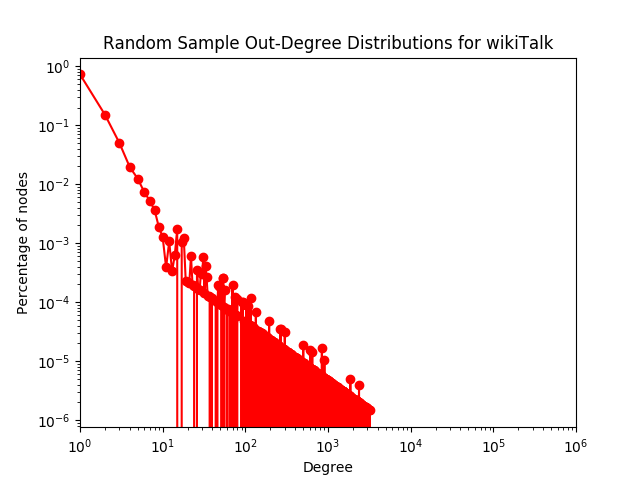 Random Sample Out-Degree Distributions for wikiTalk
Percentage of nodes
10^0
10^-1
10^-2
10^-3
10^-4
10^-5
10^-6
10^0 10^1 10^2 10^3 10^4 10^5 10^6
Degree